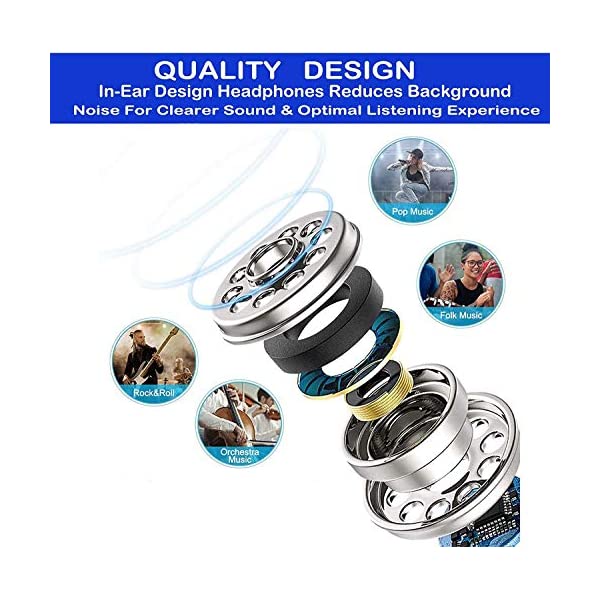 QUALITY DESIGN
In-Ear Design Headphones Reduces Background
Noise For Clearer Sound & Optimal Listening Experience
Pop Music
Folk Music
Rock&Roll
Orchestra
Music